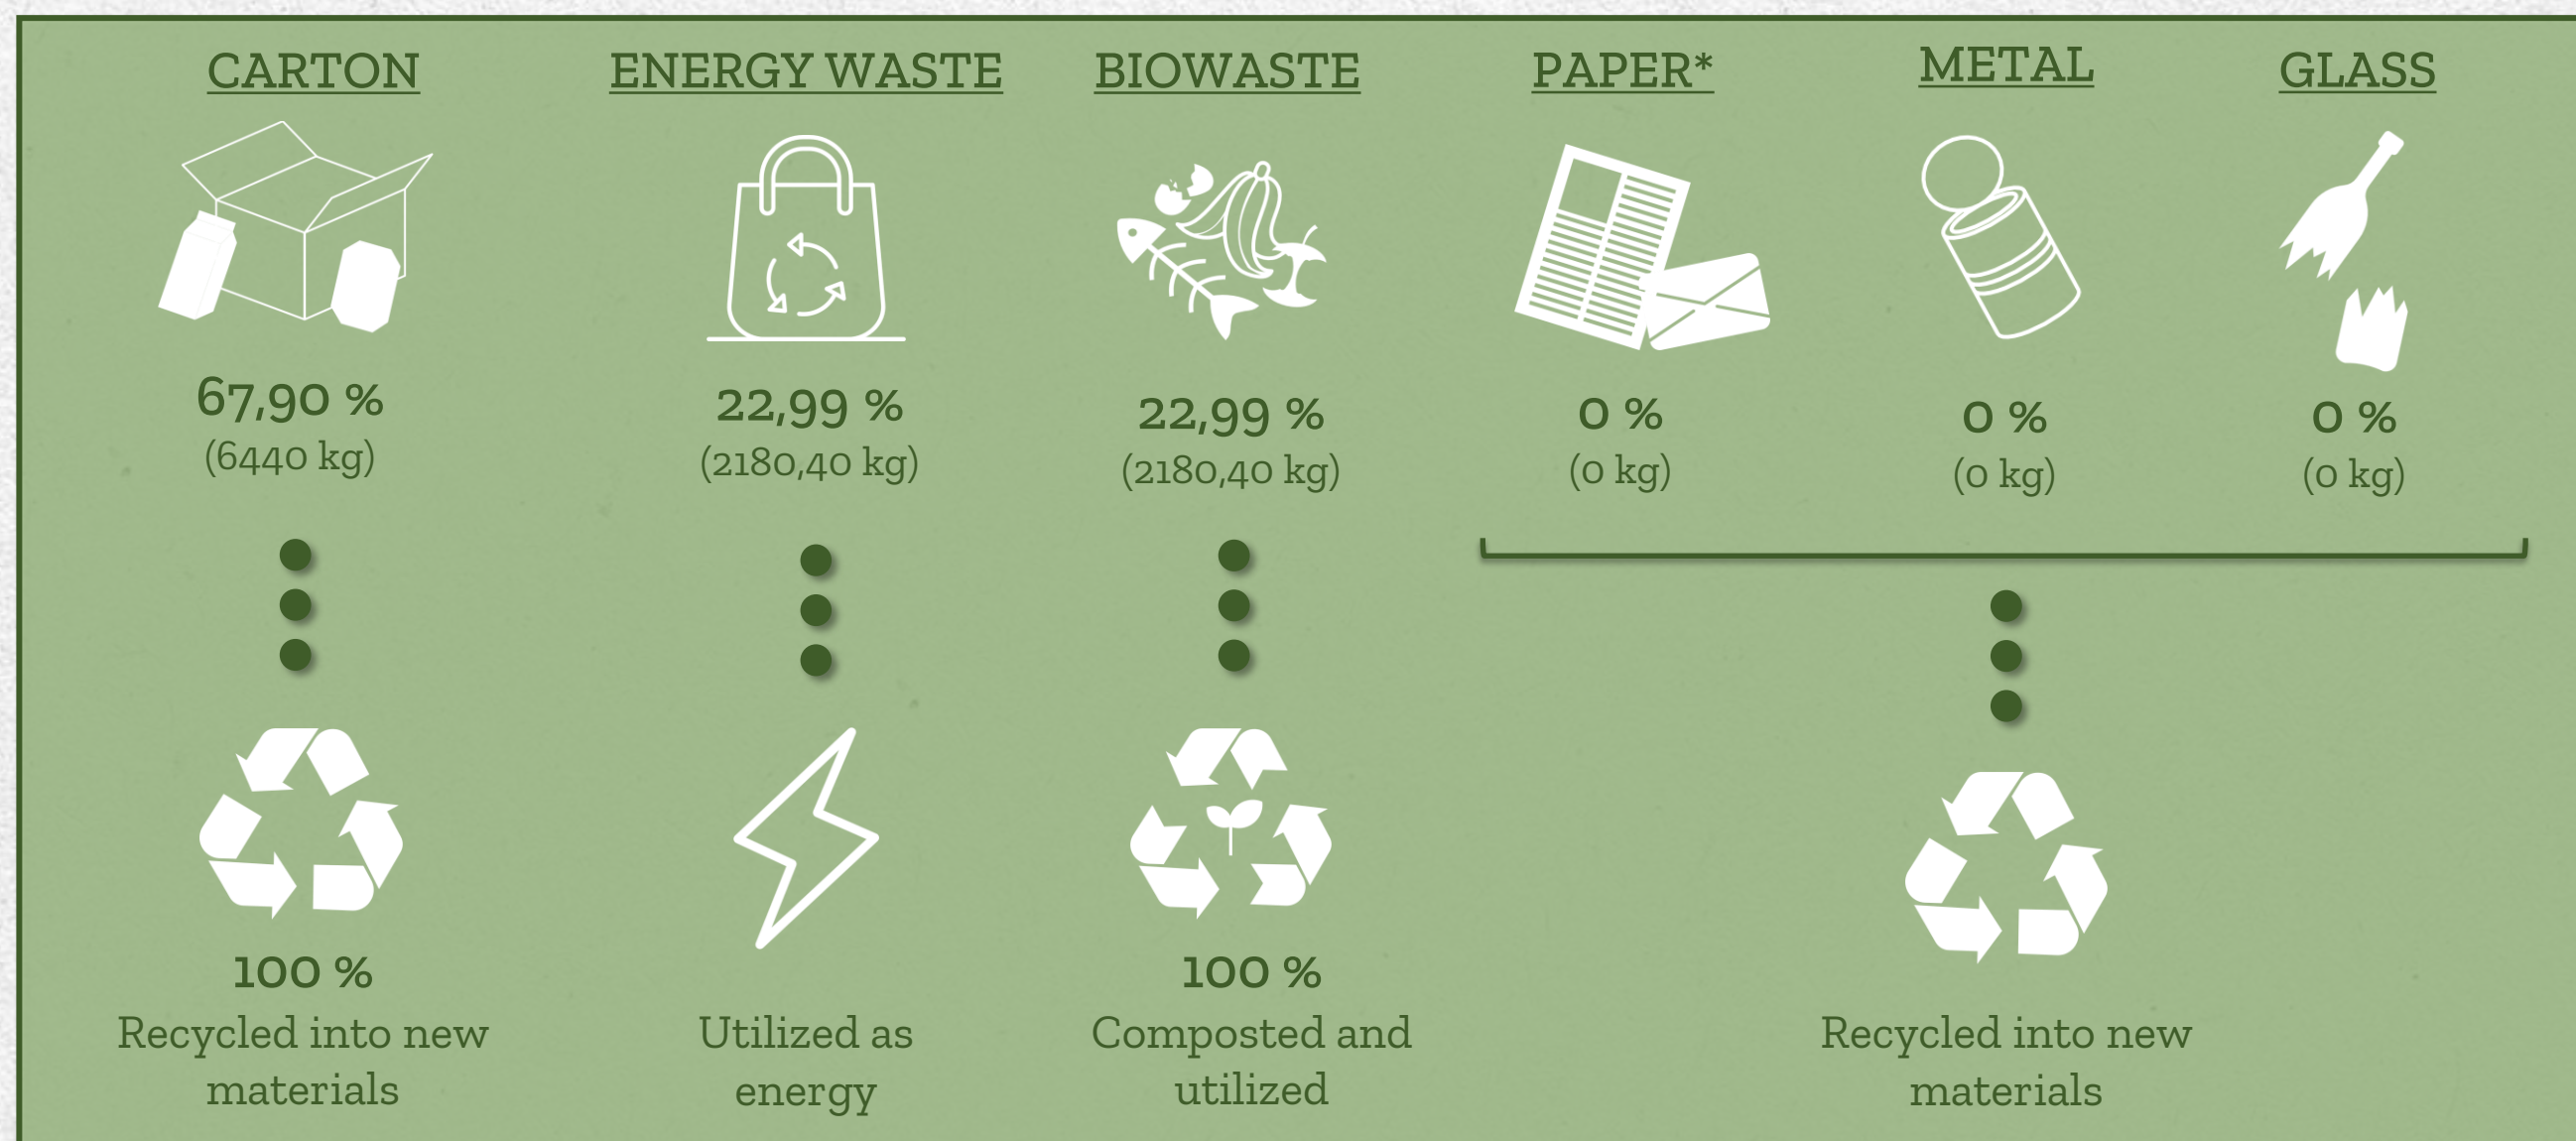 CARTON
67,90 %
(6440 kg)
100 %
Recycled into new
materials
ENERGY WASTE
22,99 %
(2180,40 kg)
Utilized as
energy
BIOWASTE
22,99 %
(2180,40 kg)
100 %
Composted and
utilized
PAPER*
0 %
(0 kg)
METAL
0 %
(0 kg)
GLASS
0 %
(0 kg)
Recycled into new
materials